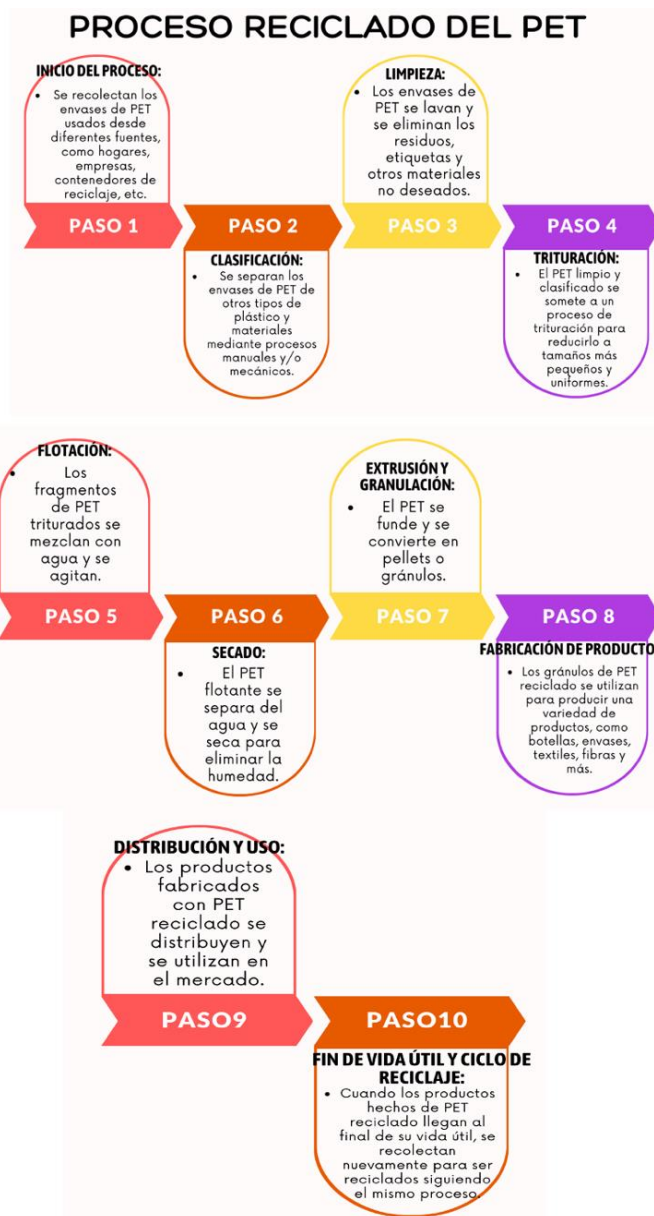 PROCESO RECICLADO DEL PET
INICIO DEL PROCESO:
• Se recolectan los
envases de PET
usados desde
diferentes fuentes,
como hogares,
empresas,
contenedores de
reciclaje, etc.
PASO 1
PASO 2
CLASIFICACIÓN:
• Se separan los
envases de PET de
otros tipos de
plástico y
materiales
mediante procesos
manuales y/o
mecánicos.
LIMPIEZA:
• Los envases de
PET se lavan y
se eliminan los
residuos,
etiquetas y
otros materiales
no deseados.
PASO 3
PASO 4
TRITURACIÓN:
• El PET limpio y
clasificado se
somete a un
proceso de
trituración para
reducirlo a
tamaños más
pequeños y
uniformes.
FLOTACIÓN:
• Los
fragmentos
de PET
triturados se
mezclan con
agua y se
agitan.
PASO 5
PASO 6
SECADO:
• El PET
flotante se
separa del
agua y se
seca para
eliminar la
humedad.
EXTRUSIÓN Y
GRANULACIÓN:
• El PET se
funde y se
convierte en
pellets o
gránulos.
PASO 7
PASO 8
FABRICACIÓN DE PRODUCTO
• Los gránulos de PET
reciclado se utilizan
para producir una
variedad de
productos, como
botellas, envases,
textiles, fibras y
más.
DISTRIBUCIÓN Y USO:
• Los productos
fabricados
con PET
reciclado se
distribuyen y
se utilizan en
el mercado.
PASO9
PASO10
FIN DE VIDA ÚTIL Y CICLO DE
RECICLAJE:
• Cuando los productos
hechos de PET
reciclado llegan al
final de su vida útil, se
recolectan
nuevamente para ser
reciclados siguiendo
el mismo proceso.